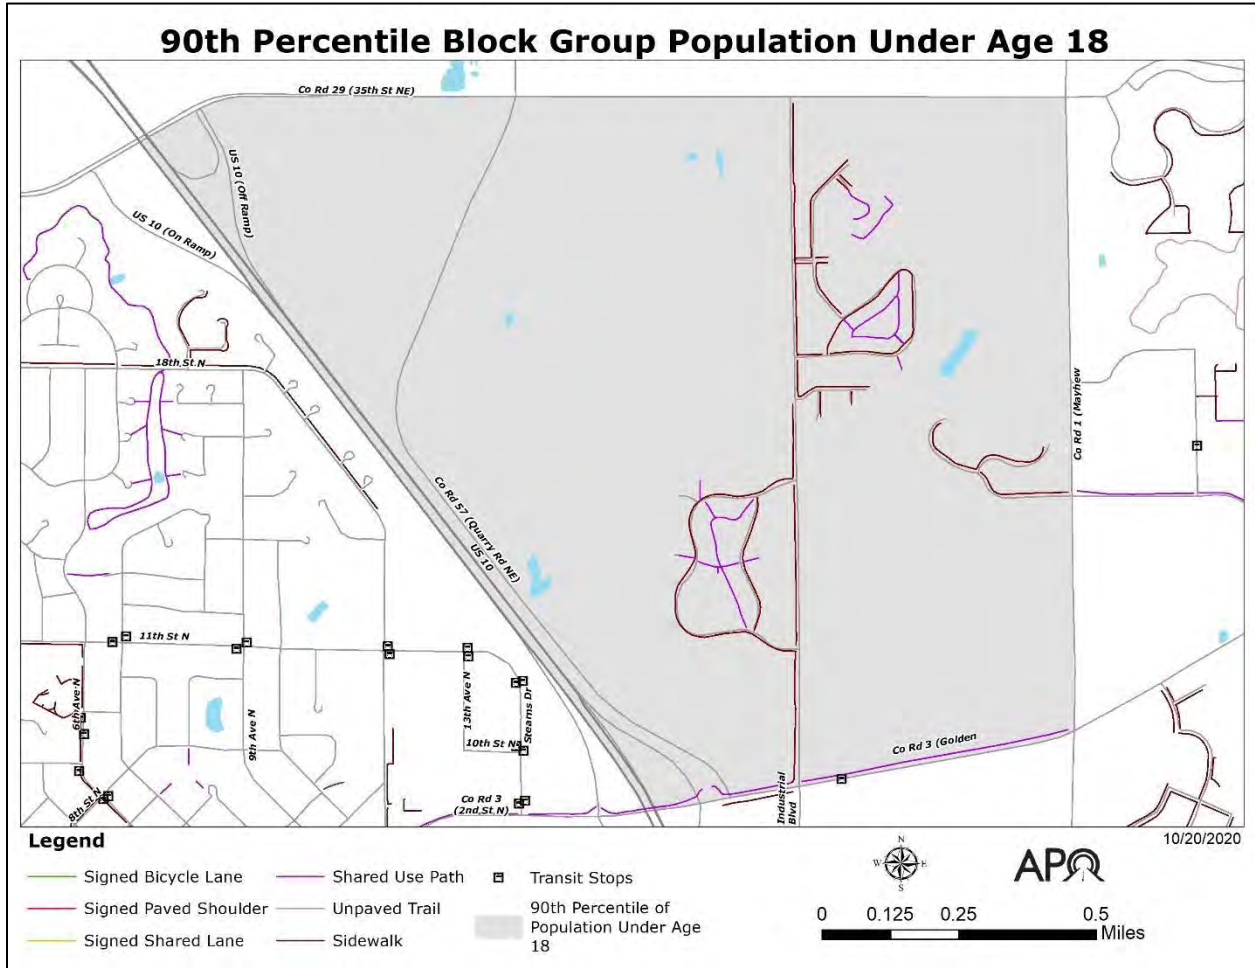 90th Percentile Block Group Population Under Age 18
Co Rd 29 (35th St NE)
US 10 (Off Ramp)
US 10 (On Ramp)
18th St N
Co Rd 1 (Mayhew
Co Rd 57 (Quarry Rd NE)
US 10
11th St N
6th Ave N
9th Ave N
13th Ave N
Stearns Dr
10th St N
8th St N
Co Rd 3
(2nd St N)
Co Rd 3 (Golden
Industrial
Blvd
10/20/2020
Legend
Signed Bicycle Lane
Signed Paved Shoulder
Signed Shared Lane
Shared Use Path
Unpaved Trail
Sidewalk
Transit Stops
90th Percentile of
Population Under Age
18
N
W E
S
APO
0 0.125 0.25 0.5
Miles